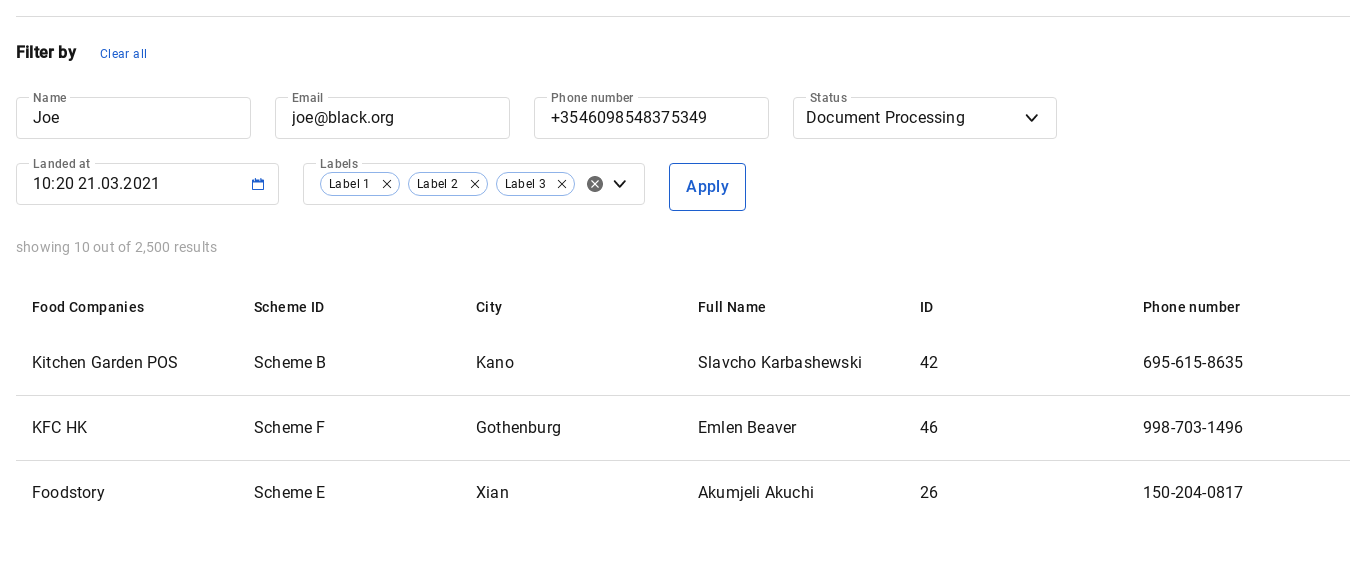 Filter by Clear all
Name Email Phone number Status
Joe joe@black.org +3546098548375349 Document Processing
Landed at Labels
10:20 21.03.2021 Label 1 Label 2 Label 3 Apply
showing 10 out of 2,500 results
Food Companies Scheme ID City Full Name ID Phone number
Kitchen Garden POS Scheme B Kano Slavcho Karbashewski 42 695-615-8635
KFC HK Scheme F Gothenburg Emlen Beaver 46 998-703-1496
Foodstory Scheme E Xian Akumjeli Akuchi 26 150-204-0817